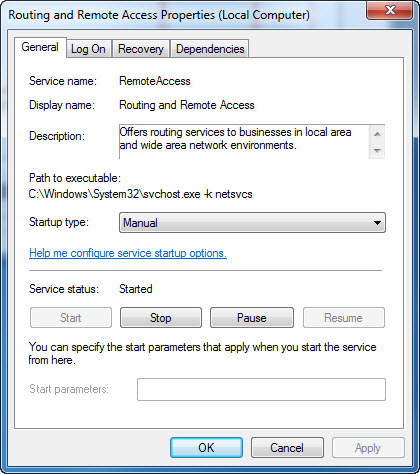 Routing and Remote Access Properties (Local Computer)
General Log On Recovery Dependencies
Service name: RemoteAccess
Display name: Routing and Remote Access
Description: Offers routing services to businesses in local area
and wide area network environments.
Path to executable:
C:\Windows\System32\svchost.exe -k netsvcs
Startup type: Manual
Help me configure service startup options.
Service status: Started
Start Stop Pause Resume
You can specify the start parameters that apply when you start the service
from here.
Start parameters:
OK Cancel Apply